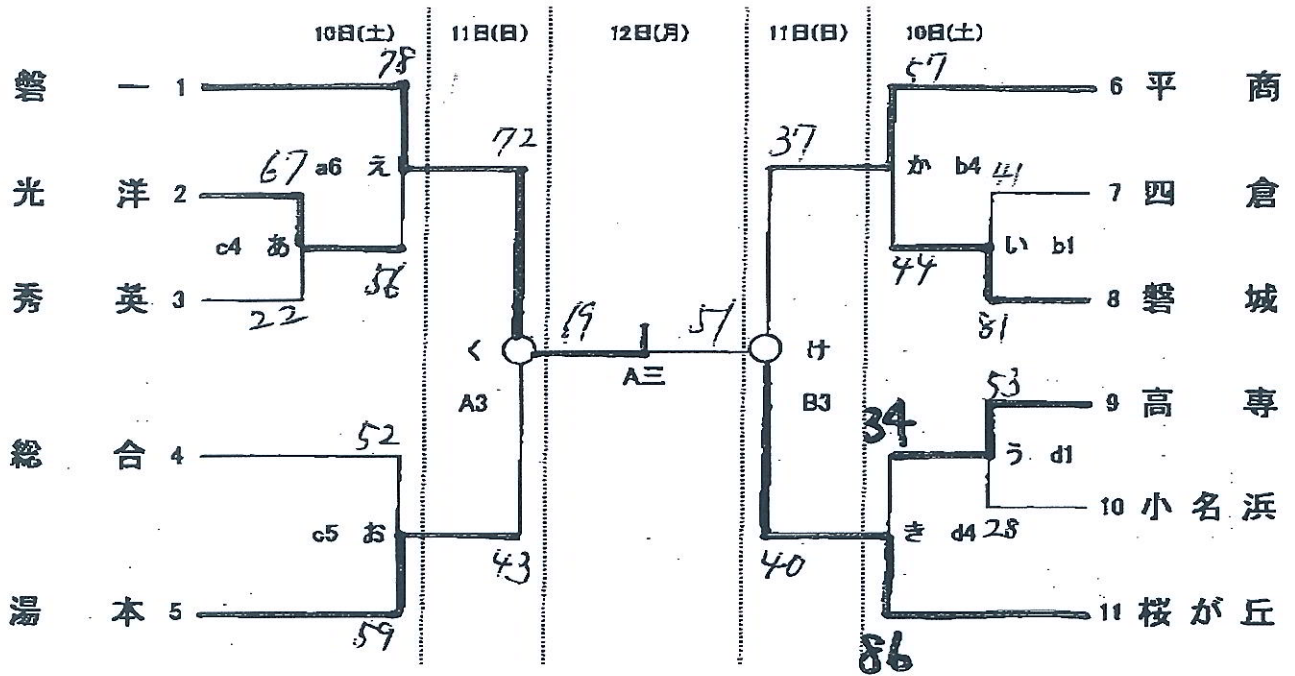 10日(土) 11日(日) 12日(月) 11日(日) 10日(土)
78 57
磐 一 1 6 平 商
72 37
67 a6 え か b4 41
光 洋 2 7 四 倉
c4 あ い b1
56 44
秀 英 3 8 磐 城
22 81
19 51
く け
A三
A3 B3
53
9 高 専
34
52
総 合 4 う d1
10 小 名 浜
c5 お き d4 28
43 40
湯 本 5 11 桜 が 丘
59 86